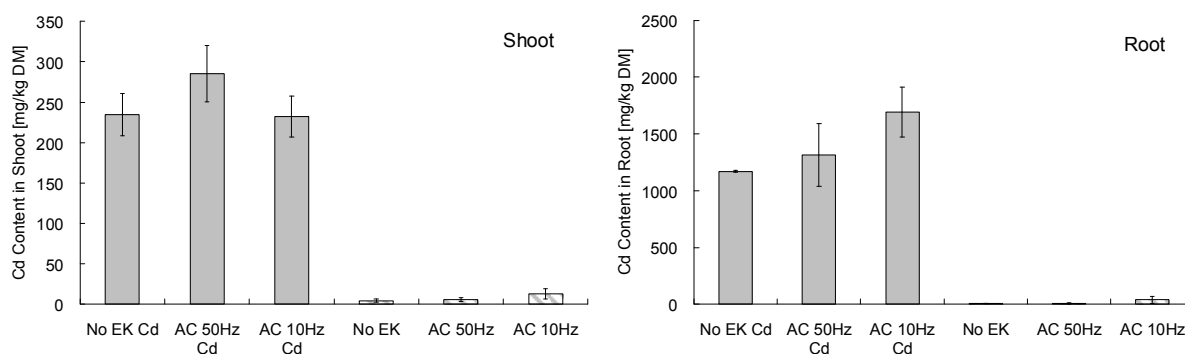 Shoot
Cd Content in Shoot [mg/kg DM]
350
300
250
200
150
100
50
0
No EK Cd
AC 50Hz
Cd
AC 10Hz
Cd
No EK
AC 50Hz
AC 10Hz
Root
Cd Content in Root [mg/kg DM]
2500
2000
1500
1000
500
0
No EK Cd
AC 50Hz
Cd
AC 10Hz
Cd
No EK
AC 50Hz
AC 10Hz